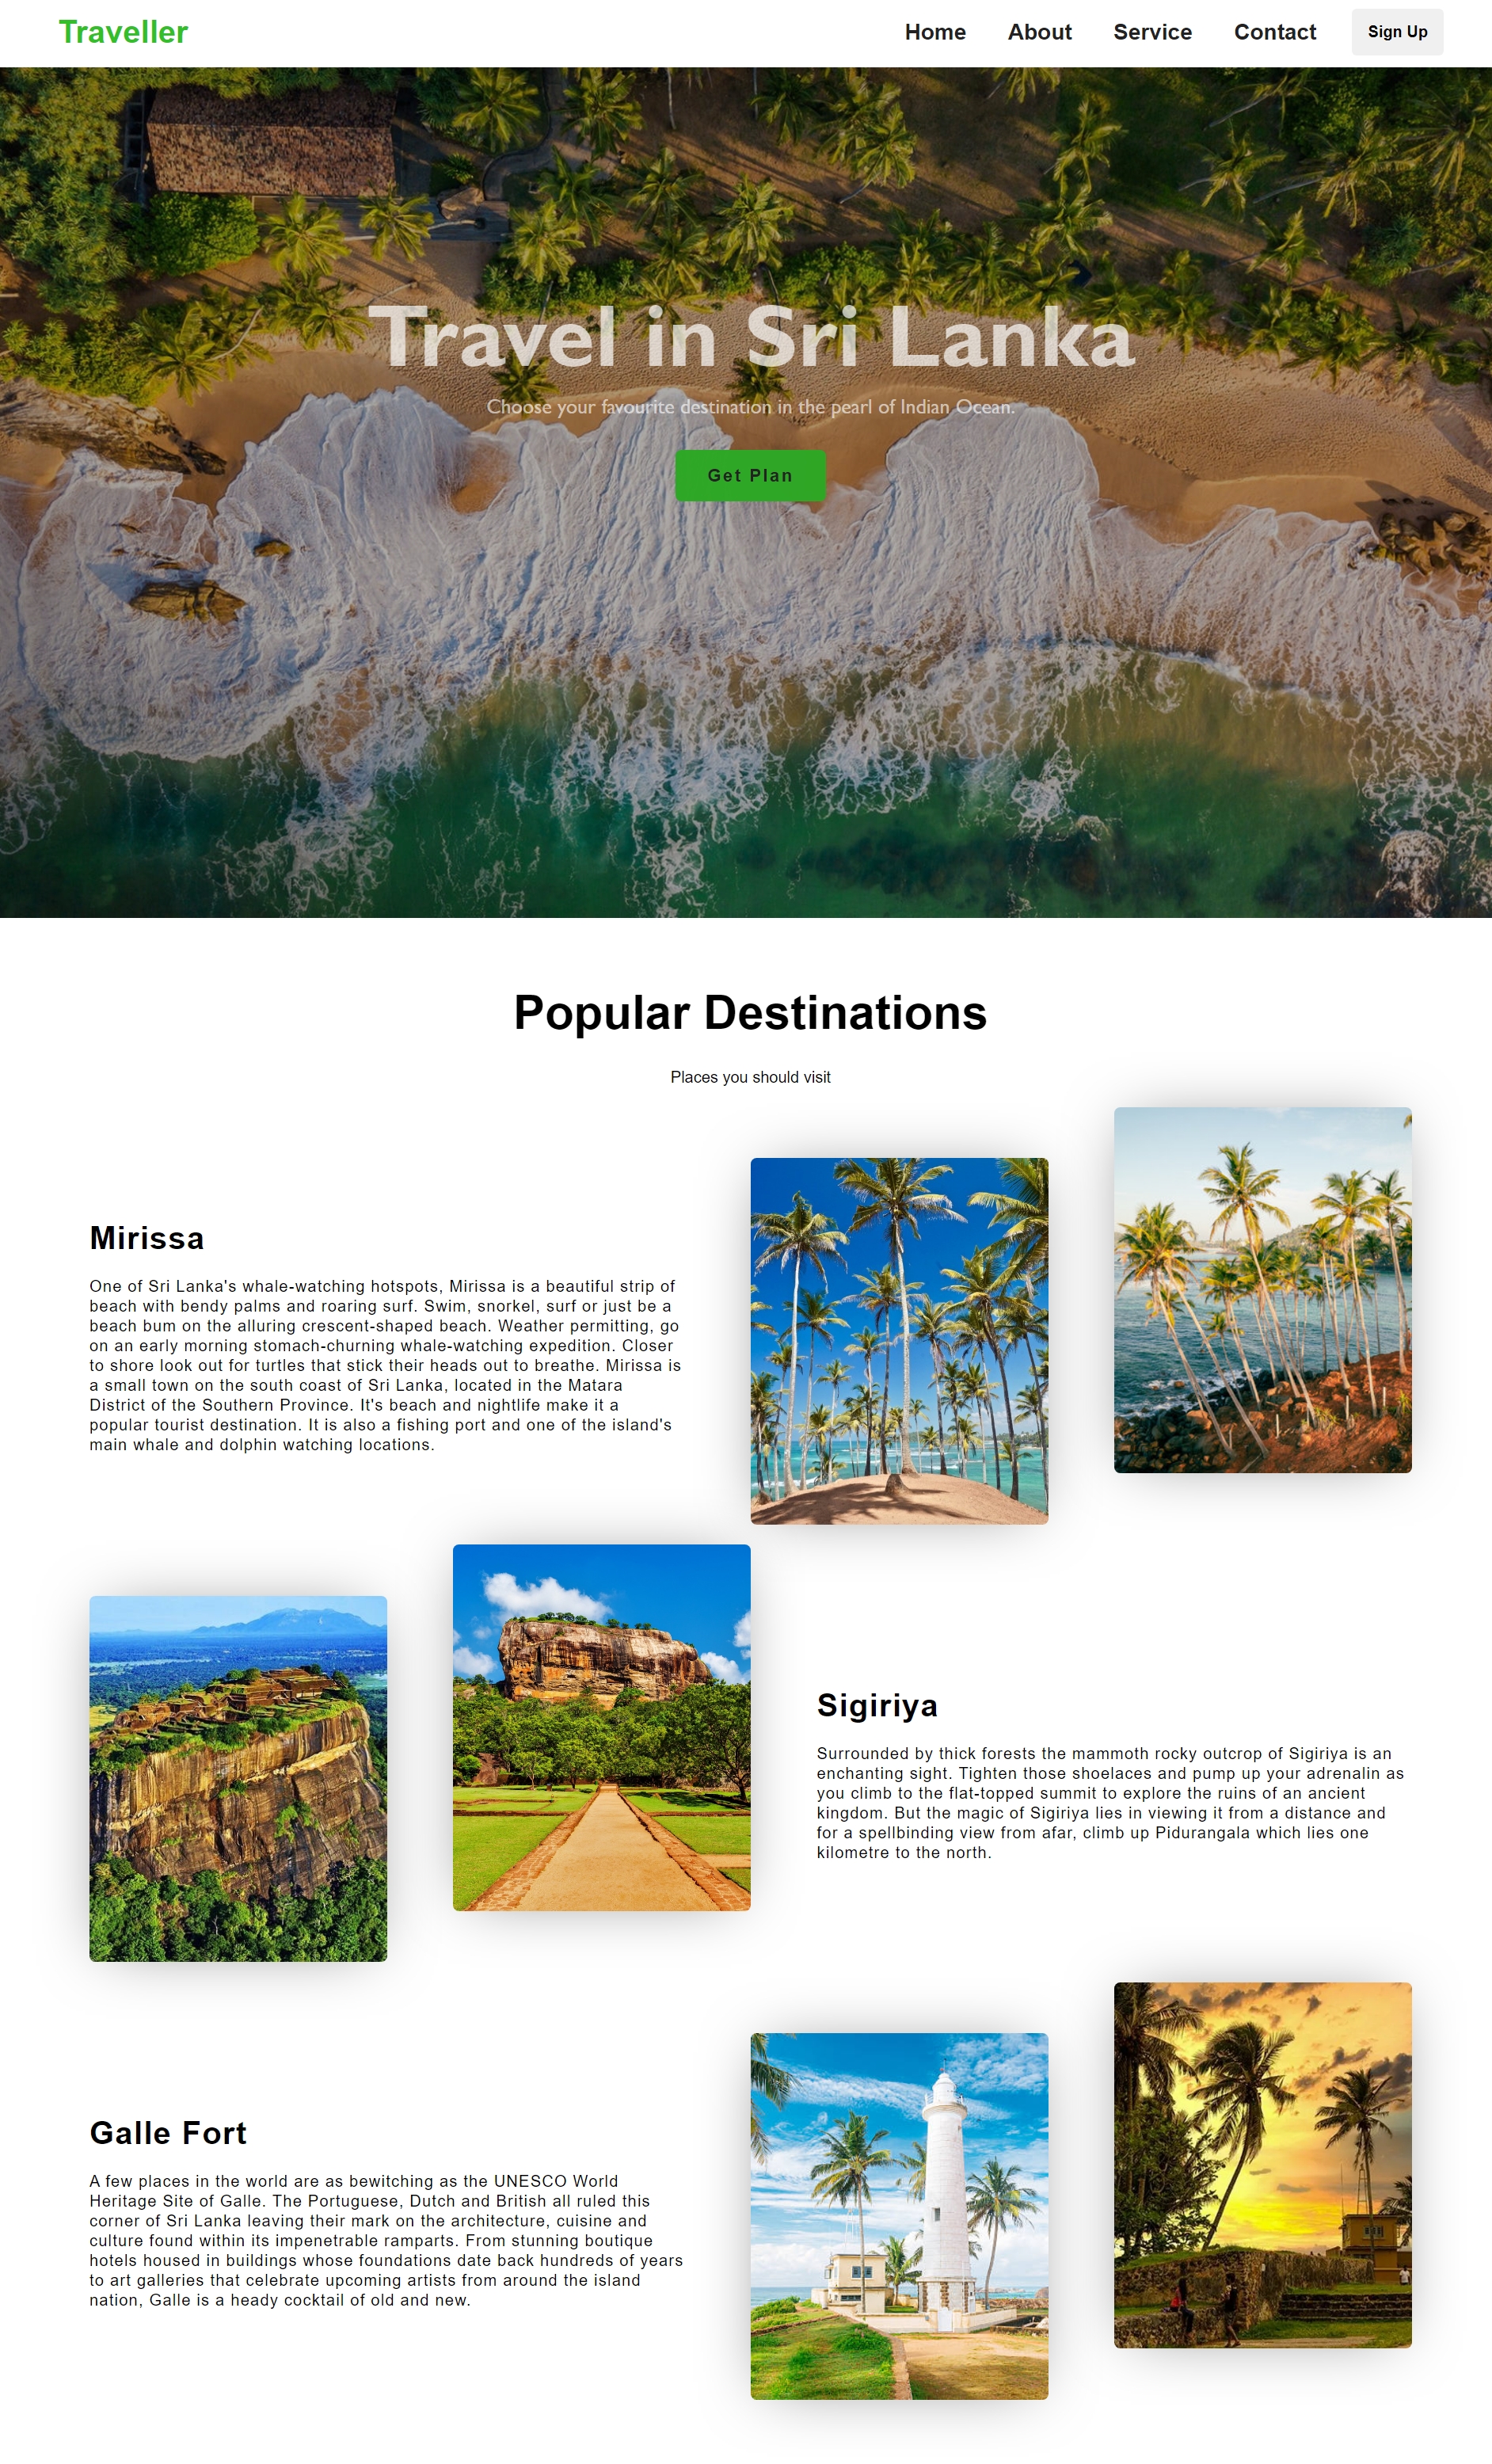 Traveller
Home About Service Contact Sign Up
Travel in Sri Lanka
Choose your favourite destination in the pearl of Indian Ocean.
Get Plan
Popular Destinations
Places you should visit
Mirissa
One of Sri Lanka's whale-watching hotspots, Mirissa is a beautiful strip of
beach with bendy palms and roaring surf. Swim, snorkel, surf or just be a
beach bum on the alluring crescent-shaped beach. Weather permitting, go
on an early morning stomach-churning whale-watching expedition. Closer
to shore look out for turtles that stick their heads out to breathe. Mirissa is
a small town on the south coast of Sri Lanka, located in the Matara
District of the Southern Province. It's beach and nightlife make it a
popular tourist destination. It is also a fishing port and one of the island's
main whale and dolphin watching locations.
Sigiriya
Surrounded by thick forests the mammoth rocky outcrop of Sigiriya is an
enchanting sight. Tighten those shoelaces and pump up your adrenalin as
you climb to the flat-topped summit to explore the ruins of an ancient
kingdom. But the magic of Sigiriya lies in viewing it from a distance and
for a spellbinding view from afar, climb up Pidurangala which lies one
kilometre to the north.
Galle Fort
A few places in the world are as bewitching as the UNESCO World
Heritage Site of Galle. The Portuguese, Dutch and British all ruled this
corner of Sri Lanka leaving their mark on the architecture, cuisine and
culture found within its impenetrable ramparts. From stunning boutique
hotels housed in buildings whose foundations date back hundreds of years
to art galleries that celebrate upcoming artists from around the island
nation, Galle is a heady cocktail of old and new.